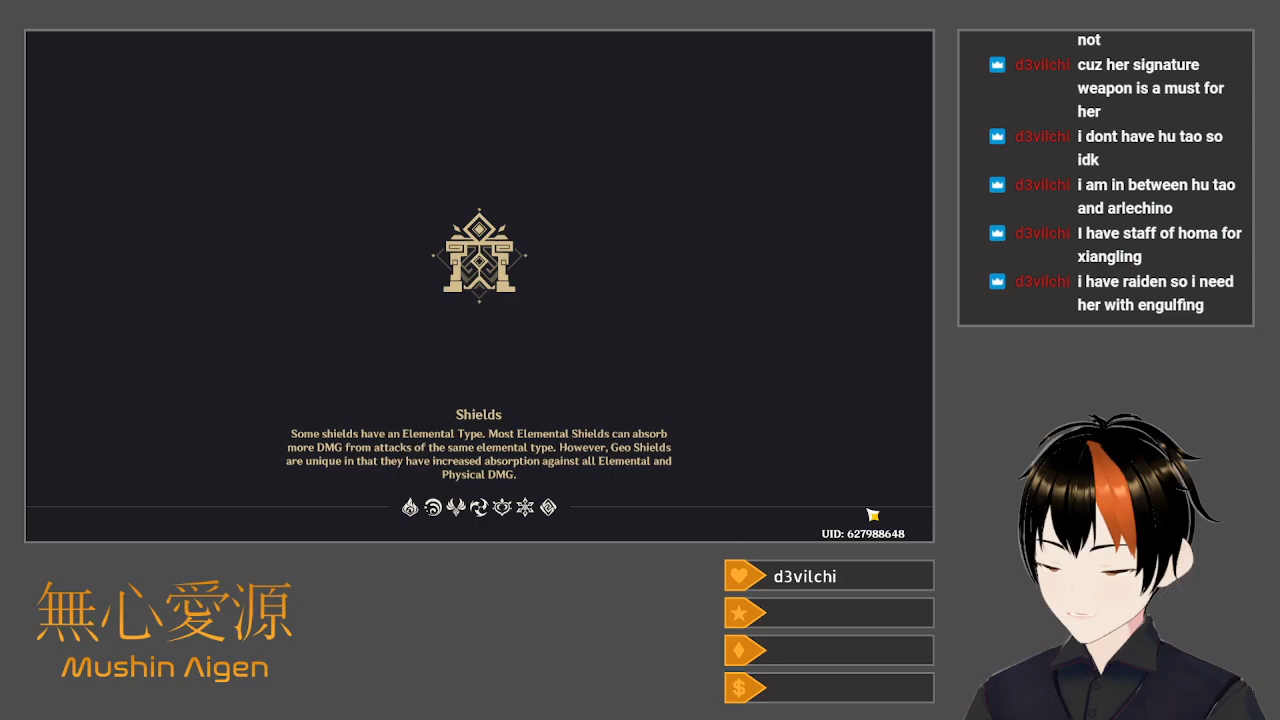 Shields
Some shields have an Elemental Type. Most Elemental Shields can absorb
more DMG from attacks of the same elemental type. However, Geo Shields
are unique in that they have increased absorption against all Elemental and
Physical DMG.
UID: 627988648
not
d3vilchi cuz her signature
weapon is a must for
her
d3vilchi i dont have hu tao so
idk
d3vilchi i am in between hu tao
and arlechino
d3vilchi I have staff of homa for
xiangling
d3vilchi i have raiden so i need
her with engulfing
無心愛源
Mushin Aigen
d3vilchi
$